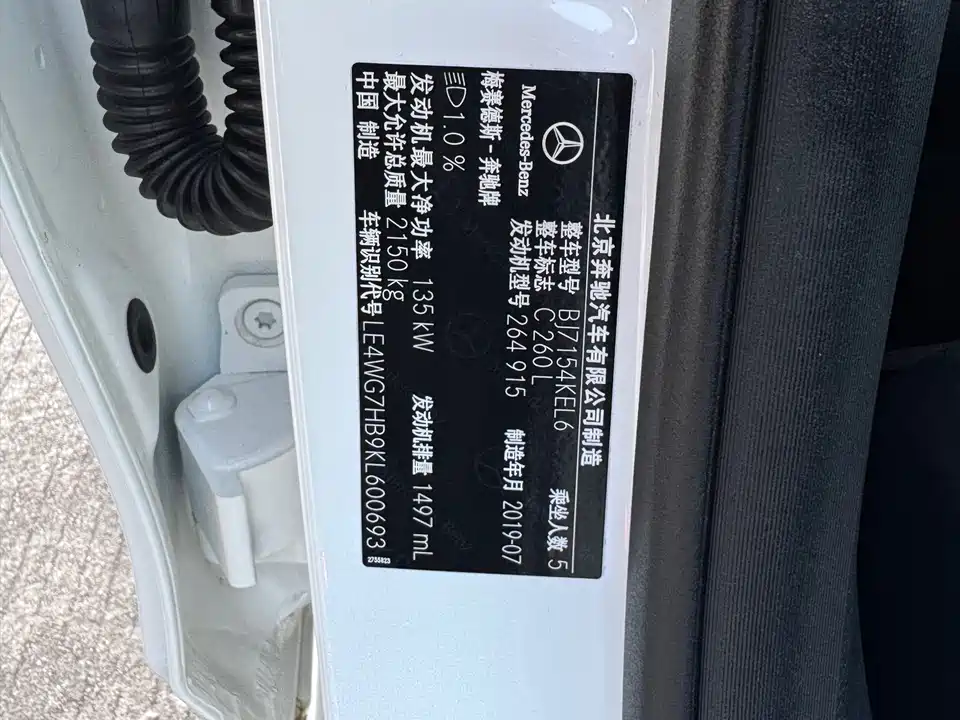 北京奔驰汽车有限公司制造
Mercedes-Benz
整车型号 BJ7154KEL6 乘坐人数 5
整车标志 C 260 L
梅赛德斯-奔驰牌 发动机型号 264 915 制造年月 2019-07
1.0 %
发动机最大净功率 135 kW 发动机排量 1497 mL
最大允许总质量 2150 kg
中国 制造 车辆识别代号 LE4WG7HB9KL600693
2755823